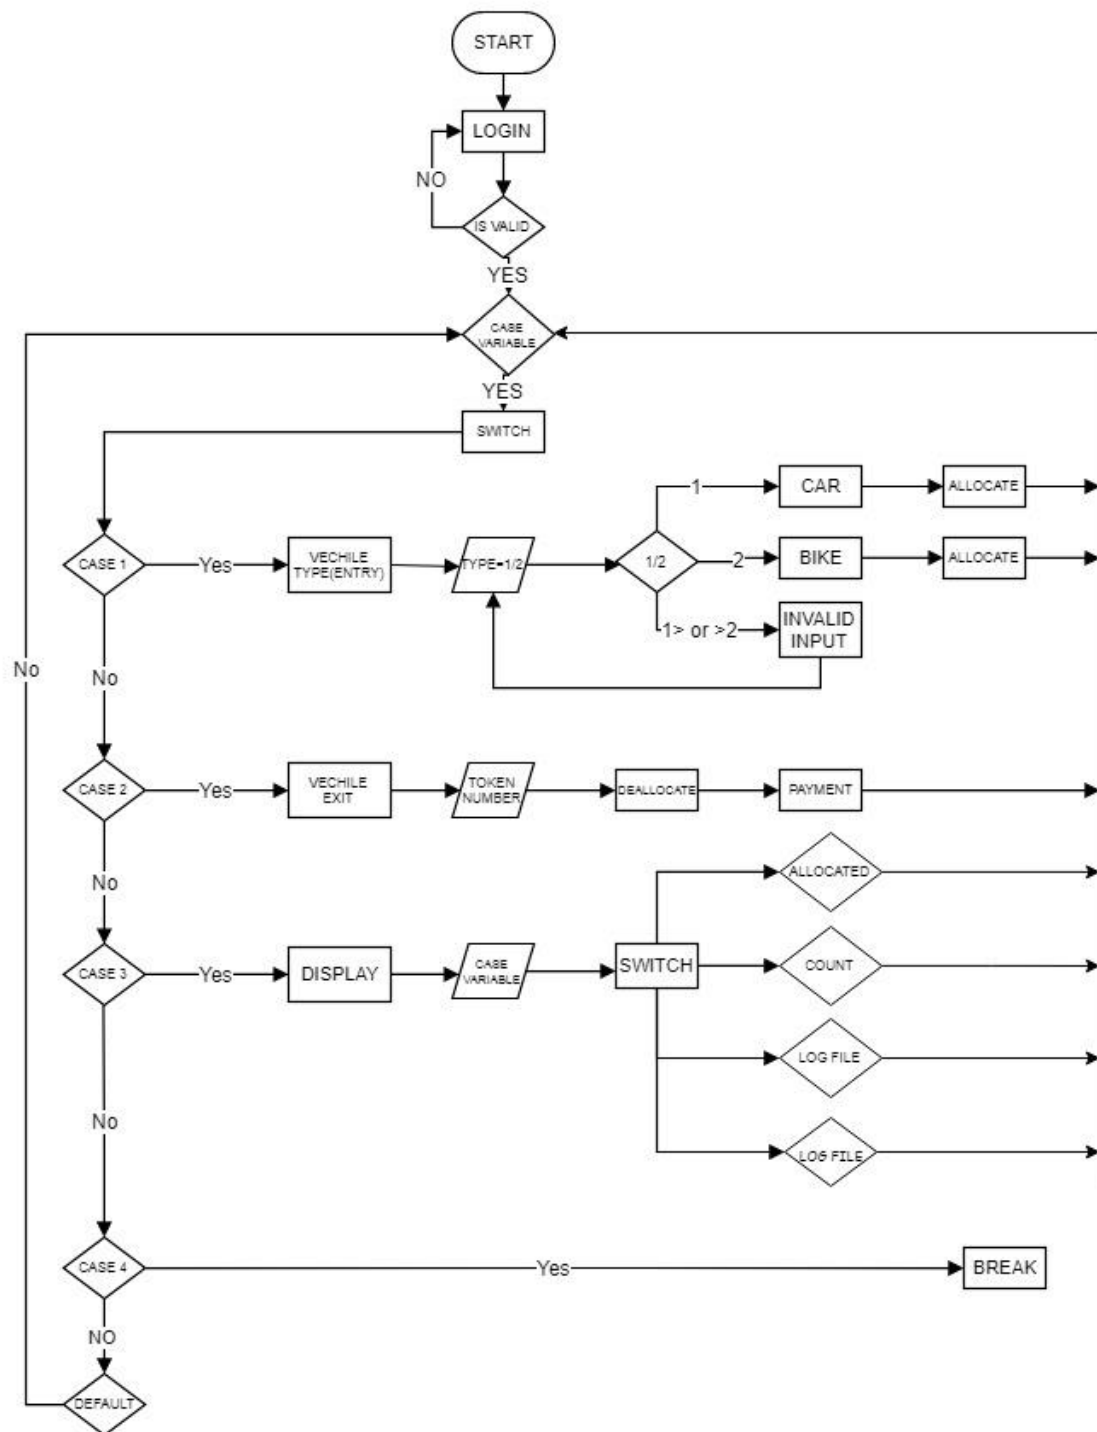 START
LOGIN
NO
IS VALID
YES
CASE
VARIABLE
YES
SWITCH
1
CAR
ALLOCATE
CASE 1
Yes
VECHILE
TYPE(ENTRY)
TYPE=1/2
1/2
2
BIKE
ALLOCATE
1> or >2
INVALID
INPUT
No
No
CASE 2
Yes
VECHILE
EXIT
TOKEN
NUMBER
DEALLOCATE
PAYMENT
No
ALLOCATED
CASE 3
Yes
DISPLAY
CASE
VARIABLE
SWITCH
COUNT
LOG FILE
No
LOG FILE
CASE 4
Yes
BREAK
NO
DEFAULT